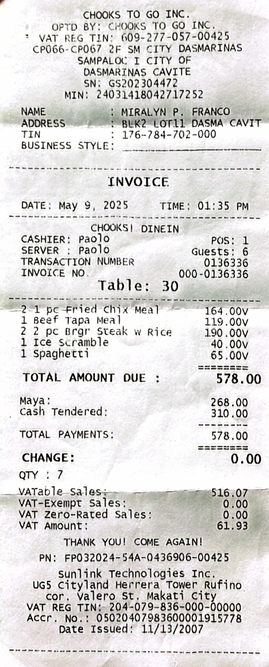 CHOOKS TO GO INC.
OPTD BY: CHOOKS TO GO INC.
VAT REG TIN: 609-277-057-00425
CP066-CP067 2F SM CITY DASMARINAS
SAMPALOC I CITY OF
DASMARINAS CAVITE
SN: GS202304472
MIN: 24031418042717252
NAME : MIRALYN P. FRANCO
ADDRESS : BLK2 LOT11 DASMA CAVIT
TIN : 176-784-702-000
BUSINESS STYLE:
INVOICE
DATE: May 9, 2025 TIME: 01:35 PM
CHOOKS! DINEIN
CASHIER: Paolo POS: 1
SERVER : Paolo Guests: 6
TRANSACTION NUMBER 0136336
INVOICE NO. 000-0136336
Table: 30
2 1 pc Fried Chix Meal 164.00V
1 Beef Tapa Meal 119.00V
2 2 pc Brgr Steak w Rice 190.00V
1 Ice Scramble 40.00V
1 Spaghetti 65.00V
TOTAL AMOUNT DUE : 578.00
Maya: 268.00
Cash Tendered: 310.00
TOTAL PAYMENTS: 578.00
CHANGE: 0.00
QTY : 7
VATable Sales: 516.07
VAT-Exempt Sales: 0.00
VAT Zero-Rated Sales: 0.00
VAT Amount: 61.93
THANK YOU! COME AGAIN!
PN: FP032024-54A-0436906-00425
Sunlink Technologies Inc.
UG5 Cityland Herrera Tower Rufino
cor. Valero St. Makati City
VAT REG TIN: 204-079-836-000-00000
Accr. No.: 0502040798360001915778
Date Issued: 11/13/2007